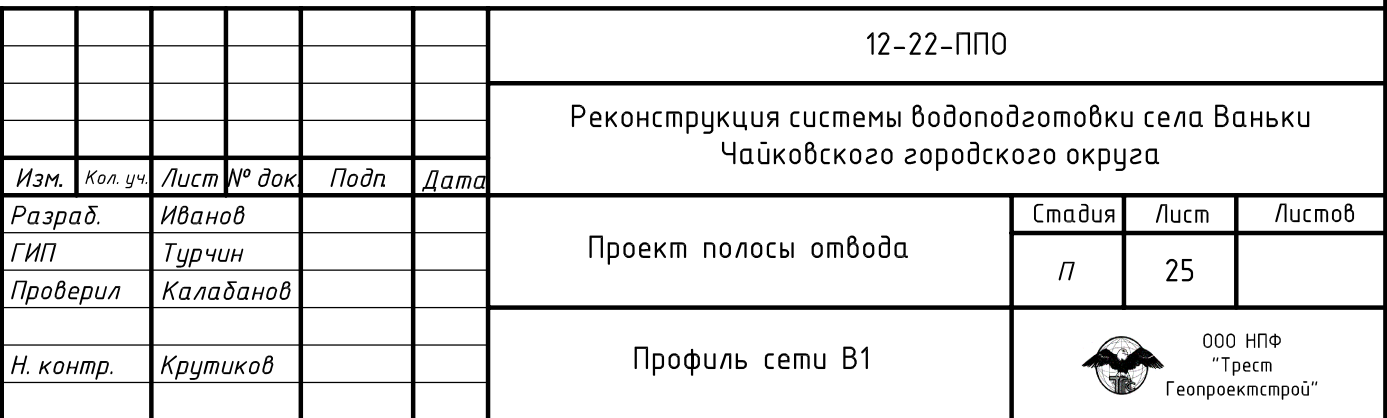 12-22-ППО
Реконструкция системы водоподготовки села Ваньки
Чайковского городского округа
Изм. Кол. уч. Лист № док. Подп. Дата
Разраб. Иванов
ГИП Турчин
Проверил Калабанов
Н. контр. Крутиков
Проект полосы отвода
Стадия Лист Листов
П 25
Профиль сети В1
ООО НПФ
"Трест
Геопроектстрой"